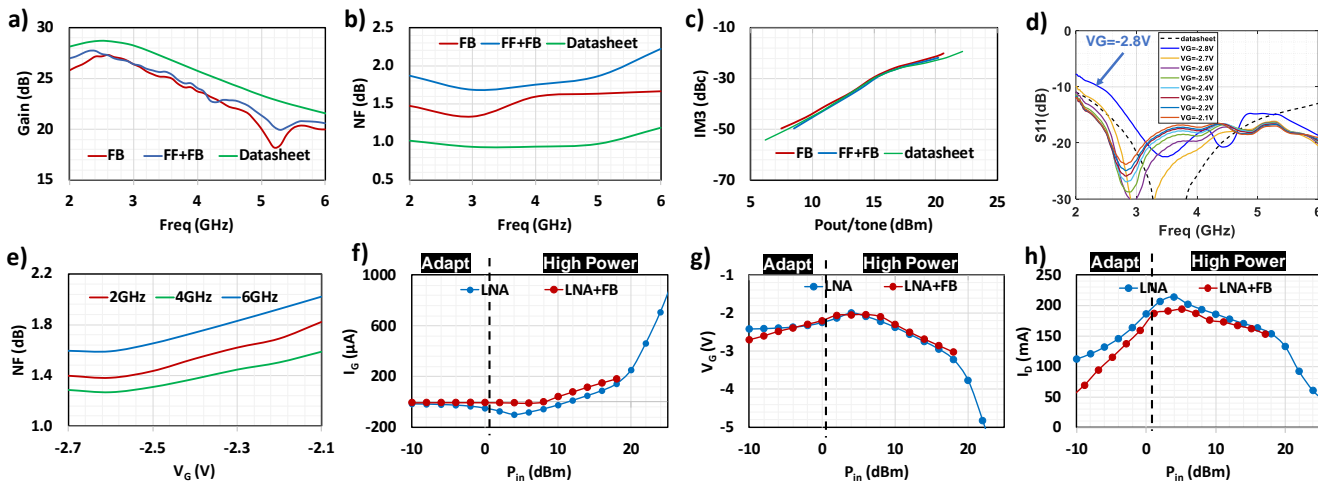 a)
30
25
20
15
Gain (dB)
FB
FF+FB
Datasheet
2
3
4
5
6
Freq (GHz)
b)
2.5
2.0
1.5
1.0
0.5
NF (dB)
FB
FF+FB
Datasheet
2
3
4
5
6
Freq (GHz)
c)
-10
-30
-50
-70
IM3 (dBc)
FB
FF+FB
datasheet
5
10
15
20
25
Pout/tone (dBm)
d)
0
-10
-20
-30
S11(dB)
VG=-2.8V
datasheet
VG=-2.8V
VG=-2.7V
VG=-2.6V
VG=-2.5V
VG=-2.4V
VG=-2.3V
VG=-2.2V
VG=-2.1V
2
3
4
5
6
Freq (GHz)
e)
2.2
1.8
1.4
1.0
NF (dB)
2GHz
4GHz
6GHz
-2.7
-2.5
-2.3
-2.1
VG (V)
f)
Adapt
High Power
1000
600
200
-200
IG (µA)
LNA
LNA+FB
-10
0
10
20
Pin (dBm)
g)
Adapt
High Power
-1
-2
-3
-4
-5
VG (V)
LNA
LNA+FB
-10
0
10
20
Pin (dBm)
h)
Adapt
High Power
250
200
150
100
50
0
ID (mA)
LNA
LNA+FB
-10
0
10
20
Pin (dBm)